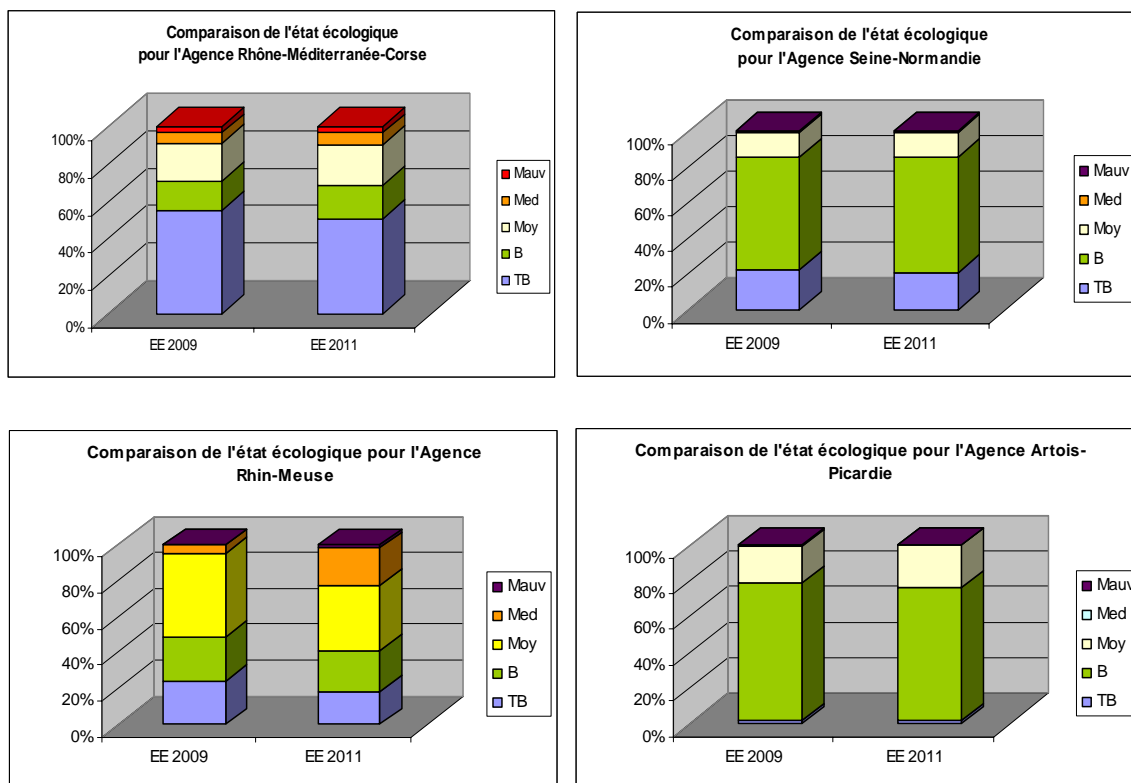 Comparaison de l'état écologique
pour l'Agence Rhône-Méditerranée-Corse
100%
80%
60%
40%
20%
0%
EE 2009
EE 2011
Mauv
Med
Moy
B
TB
Comparaison de l'état écologique
pour l'Agence Seine-Normandie
100%
80%
60%
40%
20%
0%
EE 2009
EE 2011
Mauv
Med
Moy
B
TB
Comparaison de l'état écologique pour l'Agence
Rhin-Meuse
100%
80%
60%
40%
20%
0%
EE 2009
EE 2011
Mauv
Med
Moy
B
TB
Comparaison de l'état écologique pour l'Agence Artois-
Picardie
100%
80%
60%
40%
20%
0%
EE 2009
EE 2011
Mauv
Med
Moy
B
TB